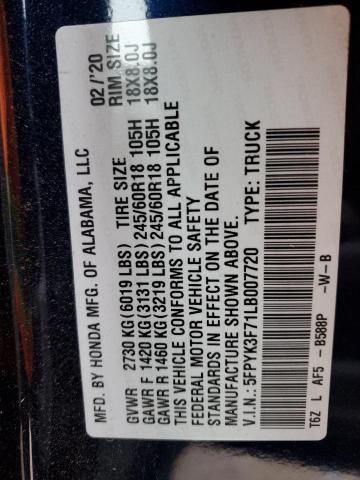 MFD. BY HONDA MFG. OF ALABAMA, LLC 02/'20
TIRE SIZE RIM SIZE
GVWR 2730 KG(6019 LBS)
GAWR F 1420 KG(3131 LBS)245/60R18 105H 18X8.0J
GAWR R 1460 KG(3219 LBS)245/60R18 105H 18X8.0J
THIS VEHICLE CONFORMS TO ALL APPLICABLE
FEDERAL MOTOR VEHICLE SAFETY
STANDARDS IN EFFECT ON THE DATE OF
MANUFACTURE SHOWN ABOVE.
V.I.N.:5FPYK3F71LB007720 TYPE: TRUCK
T6Z L AF5 - B588P -W-B